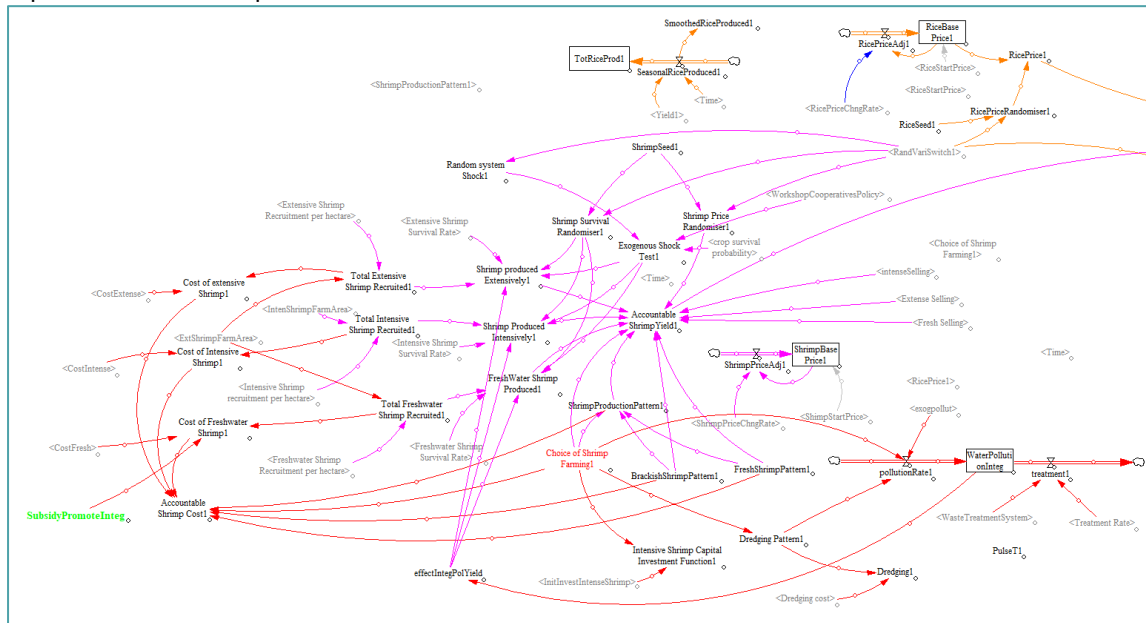 SmoothedRiceProduced1
RiceBase
Price1
RicePriceAdj1
RicePrice1
TotRiceProd1
SeasonalRiceProduced1
<RiceStartPrice>
<RiceStartPrice>
<ShrimpProductionPattern1>
<Time>
<Yield1>
<RicePriceChngRate>
RicePriceRandomiser1
RiceSeed1
ShrimpSeed1
<RandVariSwitch1>
Random system
Shock1
<WorkshopCooperativesPolicy>
<Extensive Shrimp
Recruitment per hectare>
<Extensive Shrimp
Survival Rate>
Shrimp Survival
Randomiser1
Shrimp Price
Randomiser1
Exogenous Shock
Test1
<crop survival
probability>
<Choice of Shrimp
Farming1>
Cost of extensive
Shrimp1
Total Extensive
Shrimp Recruited1
Shrimp produced
Extensively1
<Time>
<intenseSelling>
<CostExtense>
<IntenShrimpFarmArea>
<Extense Selling>
Total Intensive
Shrimp Recruited1
Shrimp Produced
Intensively1
Accountable
ShrimpYield1
<Fresh Selling>
<ExtShrimpFarmArea>
<Intensive Shrimp
Survival Rate>
Cost of Intensive
Shrimp1
ShrimpBase
Price1
ShrimpPriceAdj1
<Time>
<CostIntense>
<Intensive Shrimp
recruitment per hectare>
FreshWater Shrimp
Produced1
<RicePrice1>
Total Freshwater
Shrimp Recruited1
ShrimpProductionPattern1
<ShrimpPriceChngRate>
<ShimpStartPrice>
<exogpollut>
Cost of Freshwater
Shrimp1
<CostFresh>
<Freshwater Shrimp
Survival Rate>
<Freshwater Shrimp
Recruitment per hectare>
Choice of Shrimp
Farming1
BrackishShrimpPattern1
FreshShrimpPattern1
pollutionRate1
WaterPolluti
onInteg
treatment1
Accountable
Shrimp Cost1
SubsidyPromoteInteg
<WasteTreatmentSystem>
<Treatment Rate>
Dredging Pattern1
Intensive Shrimp Capital
Investment Function1
PulseT1
effectIntegPolYield
<InitInvestIntenseShrimp>
Dredging1
<Dredging cost>